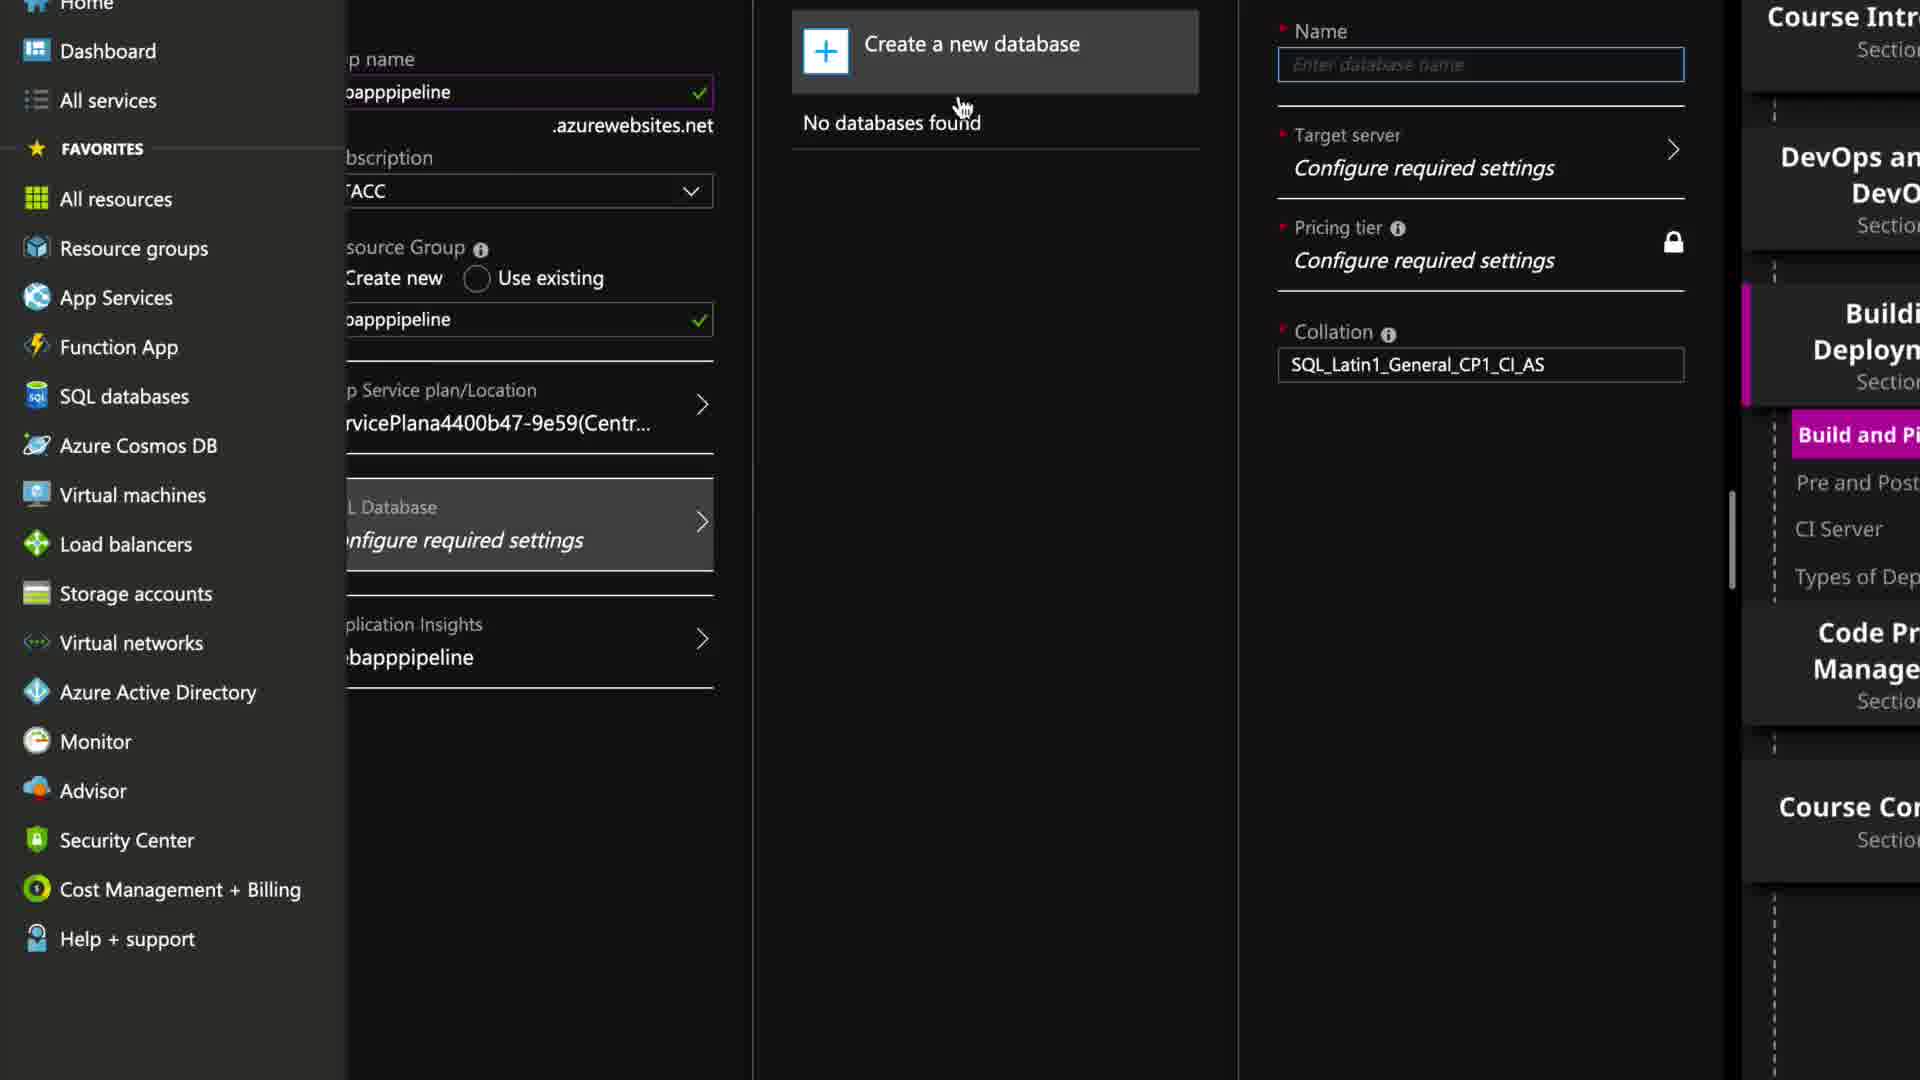 Home
Dashboard
All services
FAVORITES
All resources
Resource groups
App Services
Function App
SQL databases
Azure Cosmos DB
Virtual machines
Load balancers
Storage accounts
Virtual networks
Azure Active Directory
Monitor
Advisor
Security Center
Cost Management + Billing
Help + support
p name
bapppipeline
.azurewebsites.net
bscription
TACC
source Group
Create new
Use existing
bapppipeline
p Service plan/Location
rvicePlana4400b47-9e59(Centr...
L Database
onfigure required settings
plication Insights
ebapppipeline
Create a new database
No databases found
* Name
Enter database name
* Target server
Configure required settings
* Pricing tier
Configure required settings
* Collation
SQL_Latin1_General_CP1_CI_AS
Course Intr
Sectio
DevOps an
DevO
Sectio
Buildi
Deploym
Sectio
Build and Pi
Pre and Post
CI Server
Types of Dep
Code Pr
Manage
Sectio
Course Co
Sectio